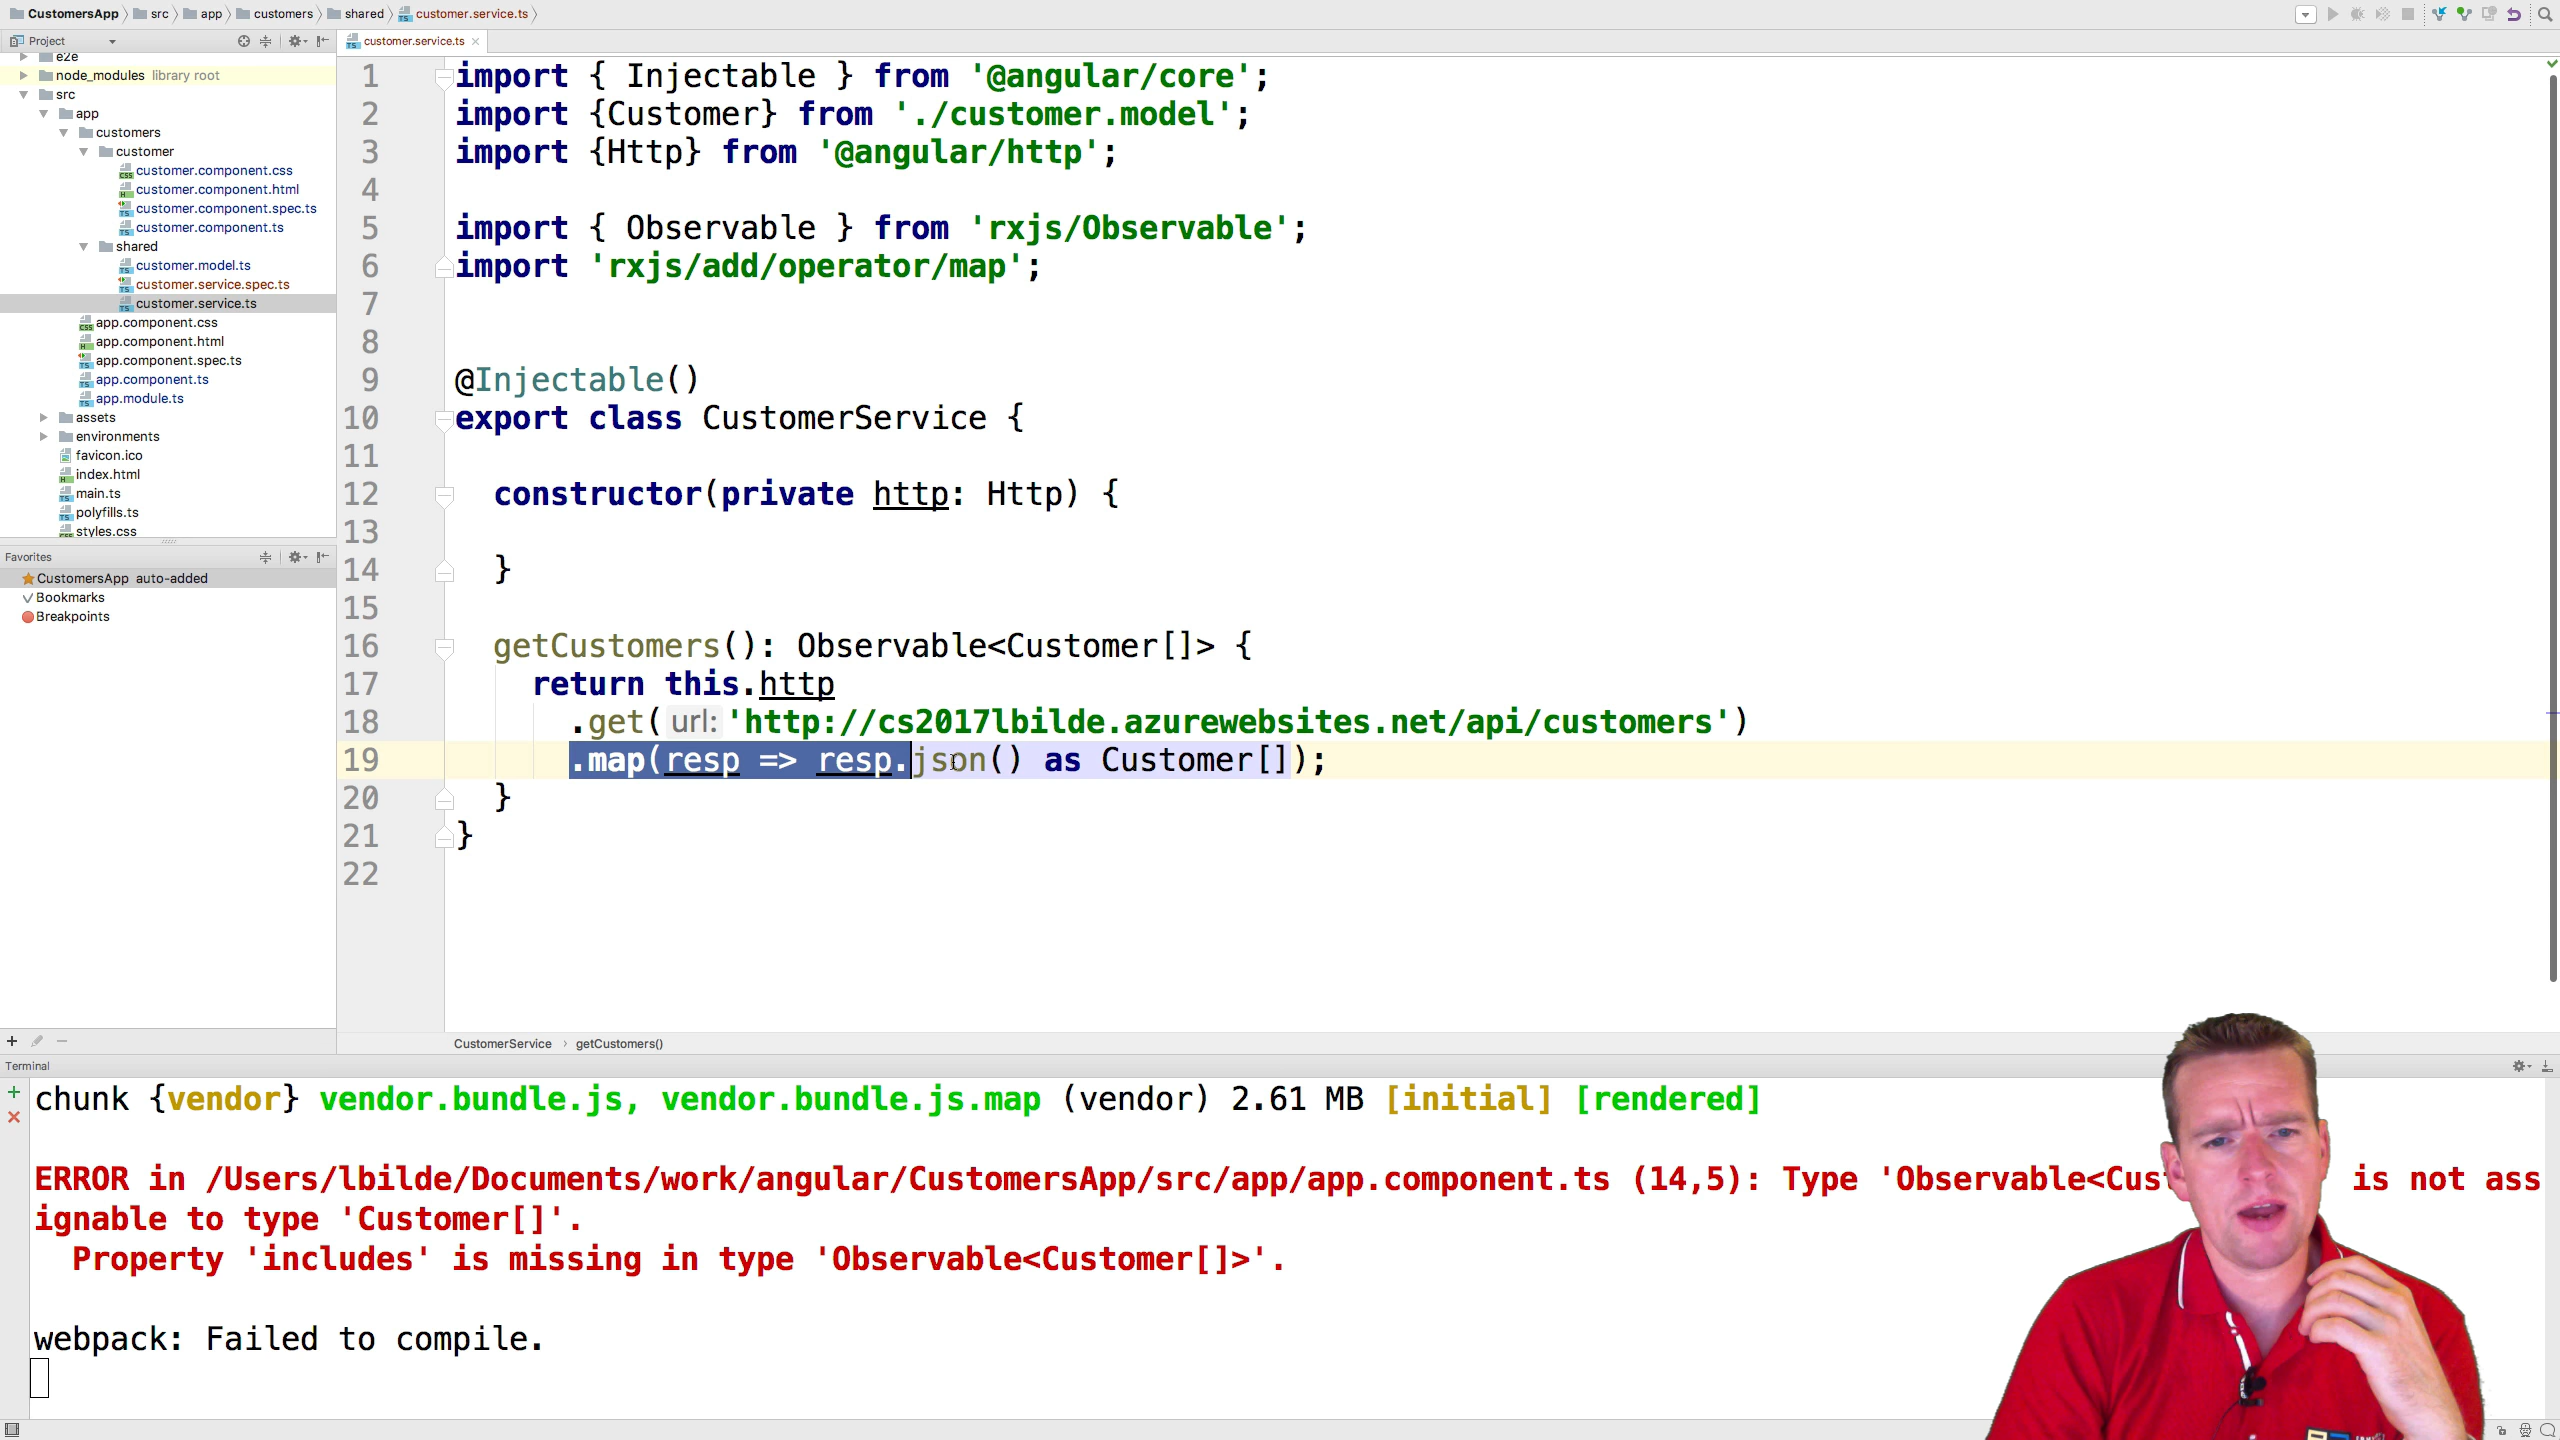 CustomersApp src app customers shared customer.service.ts
Project
customer.service.ts
e2e
node_modules library root
src
app
customers
customer
customer.component.css
customer.component.html
customer.component.spec.ts
customer.component.ts
shared
customer.model.ts
customer.service.spec.ts
customer.service.ts
app.component.css
app.component.html
app.component.spec.ts
app.component.ts
app.module.ts
assets
environments
favicon.ico
index.html
main.ts
polyfills.ts
styles.css
Favorites
CustomersApp auto-added
Bookmarks
Breakpoints
1 import { Injectable } from '@angular/core';
2 import {Customer} from './customer.model';
3 import {Http} from '@angular/http';
4
5 import { Observable } from 'rxjs/Observable';
6 import 'rxjs/add/operator/map';
7
8
9 @Injectable()
10 export class CustomerService {
11
12 constructor(private http: Http) {
13
14 }
15
16 getCustomers(): Observable<Customer[]> {
17 return this.http
18 .get( url: 'http://cs2017lbilde.azurewebsites.net/api/customers')
19 .map(resp => resp.json() as Customer[]);
20 }
21 }
22
CustomerService › getCustomers()
Terminal
chunk {vendor} vendor.bundle.js, vendor.bundle.js.map (vendor) 2.61 MB [initial] [rendered]
ERROR in /Users/lbilde/Documents/work/angular/CustomersApp/src/app/app.component.ts (14,5): Type 'Observable<Cus is not ass
ignable to type 'Customer[]'.
Property 'includes' is missing in type 'Observable<Customer[]>'.
webpack: Failed to compile.